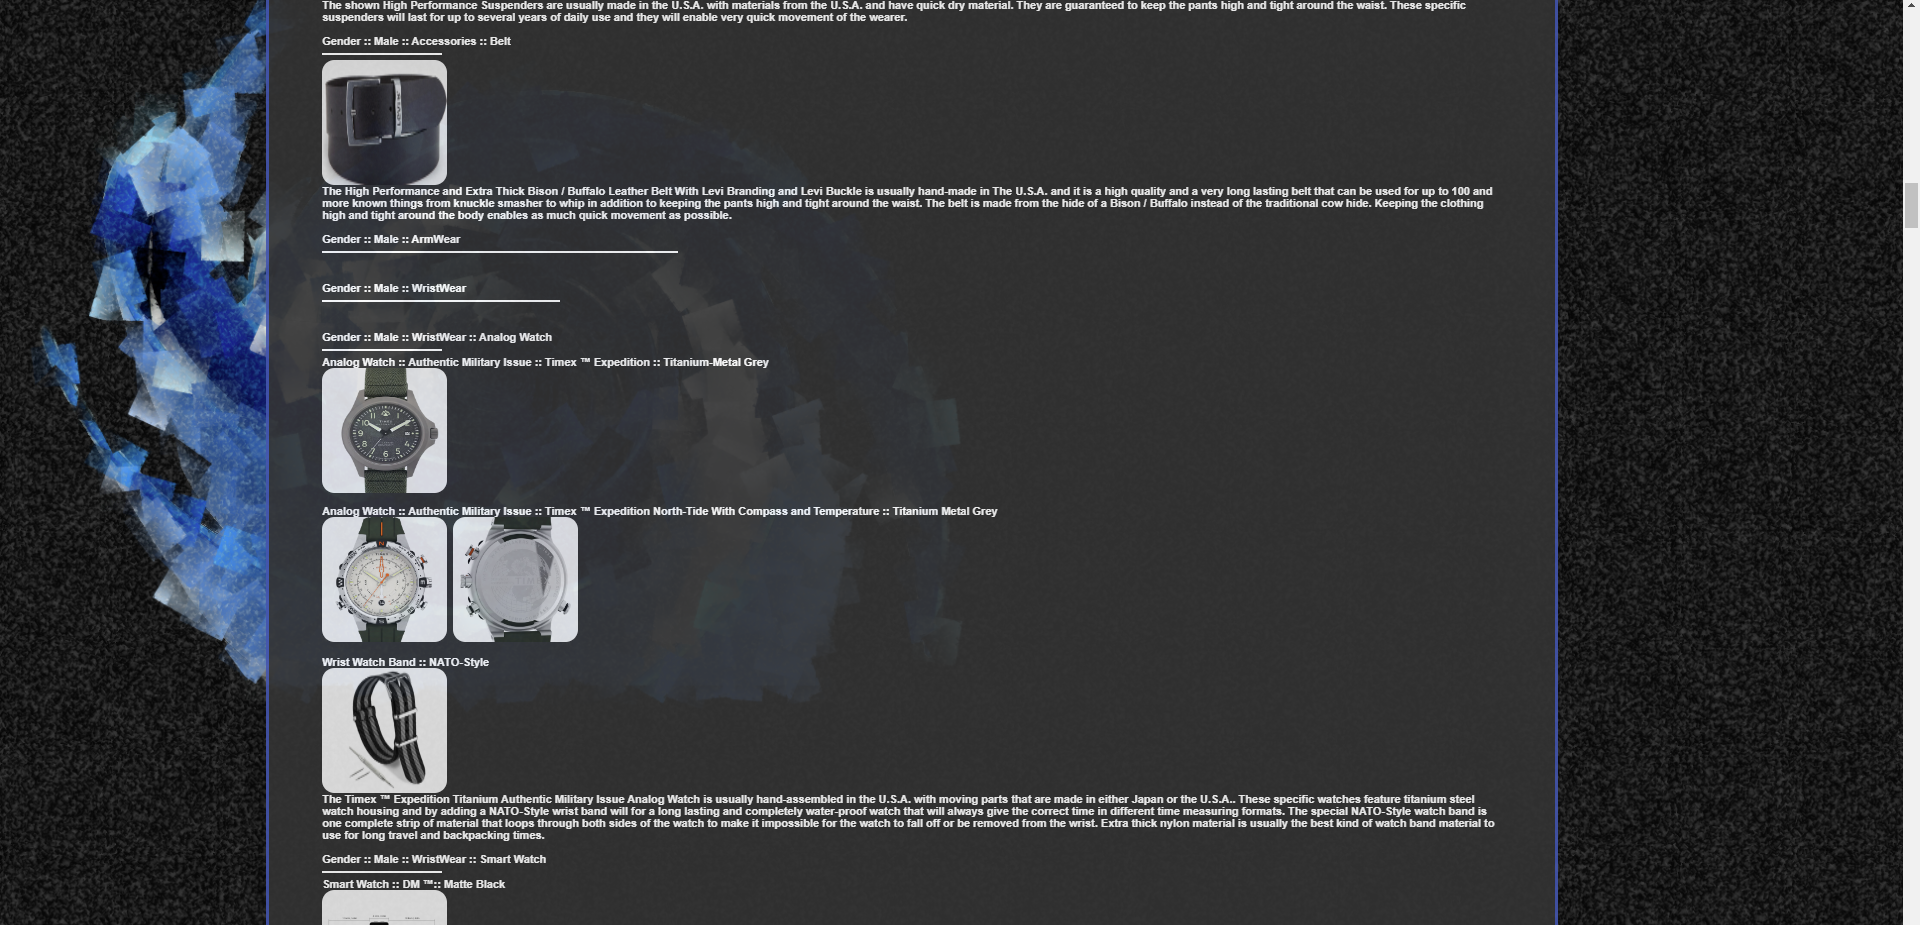 The shown High Performance Suspenders are usually made in the U.S.A. with materials from the U.S.A. and have quick dry material. They are guaranteed to keep the pants high and tight around the waist. These specific
suspenders will last for up to several years of daily use and they will enable very quick movement of the wearer.
Gender :: Male :: Accessories :: Belt
LEVI'S
The High Performance and Extra Thick Bison / Buffalo Leather Belt With Levi Branding and Levi Buckle is usually hand-made in The U.S.A. and it is a high quality and a very long lasting belt that can be used for up to 100 and
more known things from knuckle smasher to whip in addition to keeping the pants high and tight around the waist. The belt is made from the hide of a Bison / Buffalo instead of the traditional cow hide. Keeping the clothing
high and tight around the body enables as much quick movement as possible.
Gender :: Male :: ArmWear
Gender :: Male :: WristWear
Gender :: Male :: WristWear :: Analog Watch
Analog Watch :: Authentic Military Issue :: Timex ™ Expedition :: Titanium-Metal Grey
Analog Watch :: Authentic Military Issue :: Timex ™ Expedition North-Tide With Compass and Temperature :: Titanium Metal Grey
Wrist Watch Band :: NATO-Style
The Timex ™ Expedition Titanium Authentic Military Issue Analog Watch is usually hand-assembled in the U.S.A. with moving parts that are made in either Japan or the U.S.A.. These specific watches feature titanium steel
watch housing and by adding a NATO-Style wrist band will for a long lasting and completely water-proof watch that will always give the correct time in different time measuring formats. The special NATO-Style watch band is
one complete strip of material that loops through both sides of the watch to make it impossible for the watch to fall off or be removed from the wrist. Extra thick nylon material is usually the best kind of watch band material to
use for long travel and backpacking times.
Gender :: Male :: WristWear :: Smart Watch
Smart Watch :: DM ™:: Matte Black